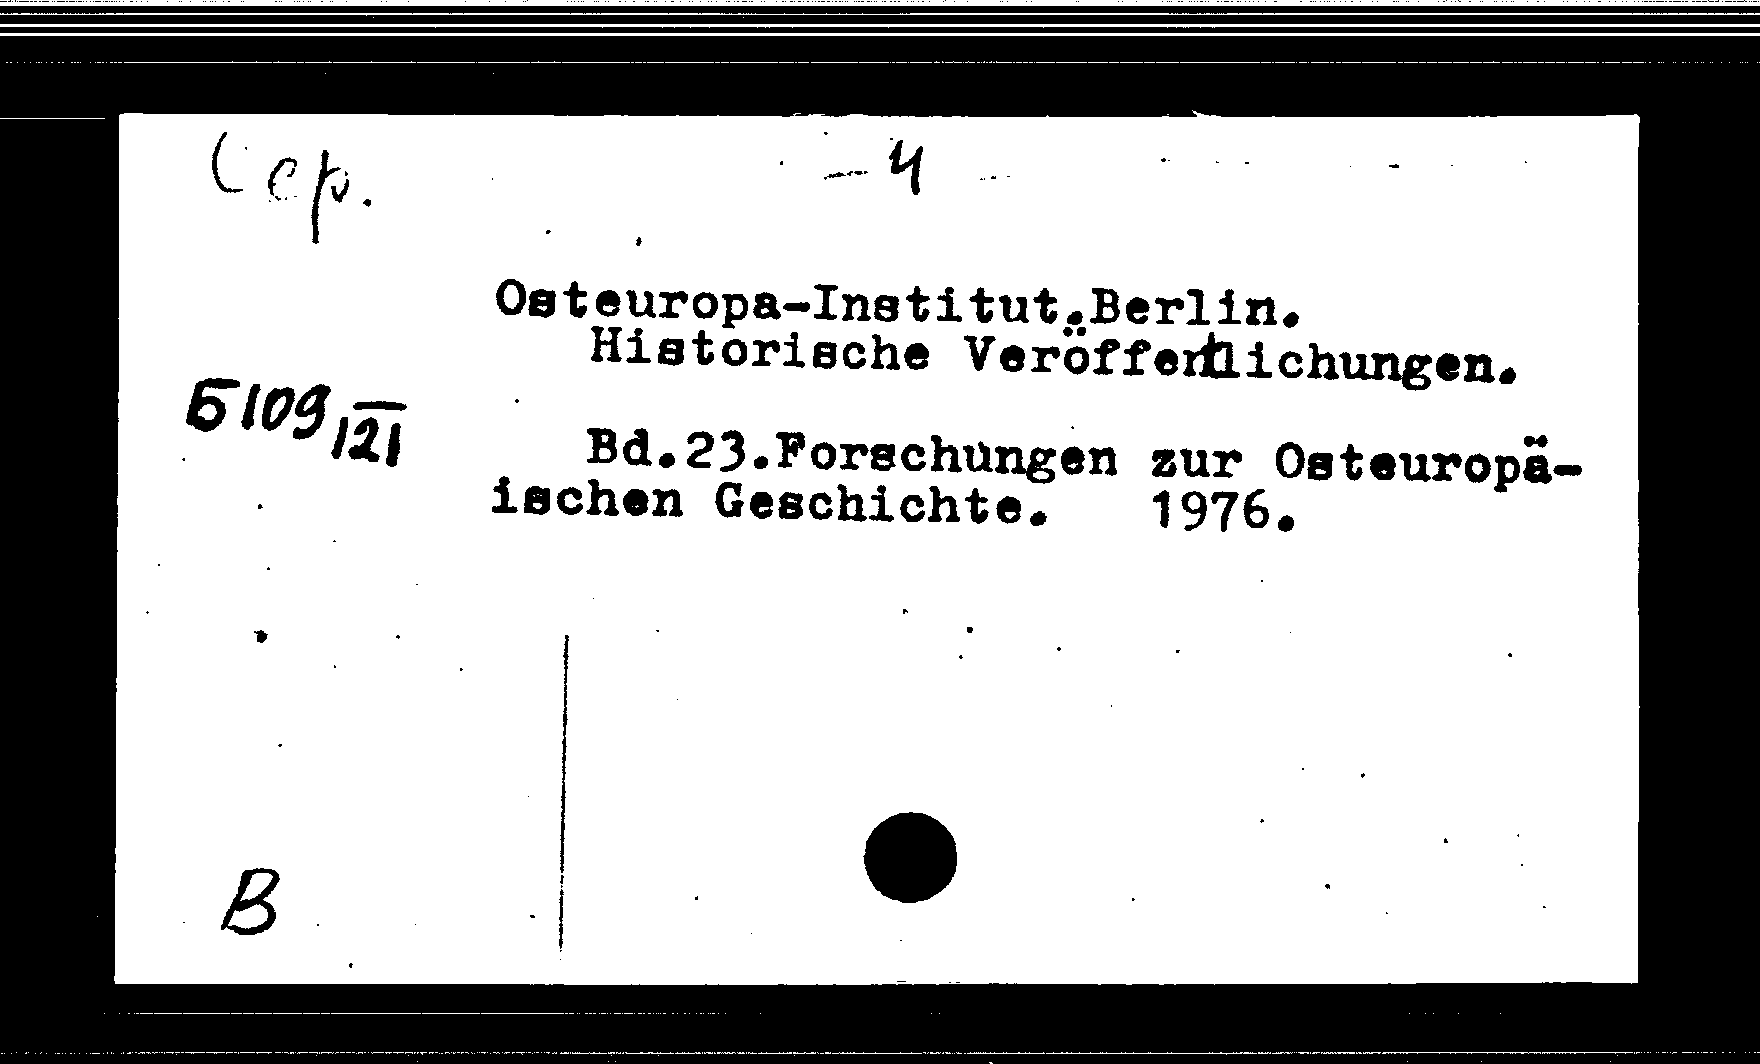 Сер.
– 4 –
Osteuropa-Institut.Berlin.
Historische Veröffentlichungen.
Б109/121
Bd.23.Forschungen zur Osteuropä-
ischen Geschichte. 1976.
В